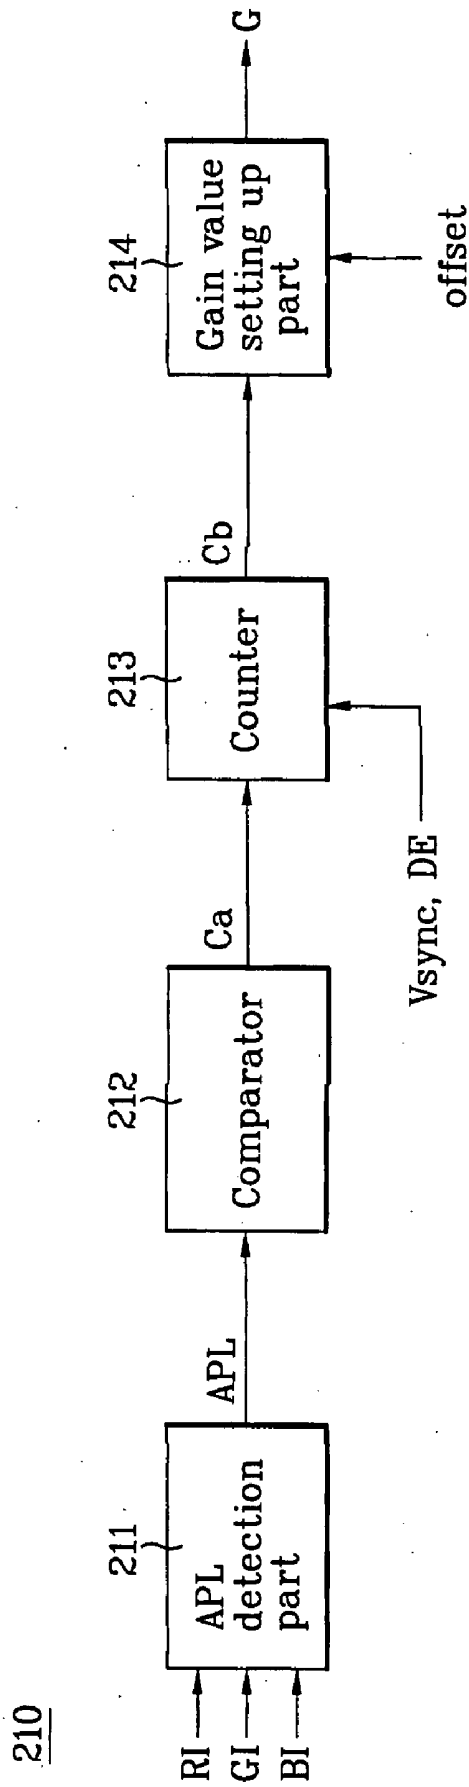 210
RI
GI
BI
211
APL
detection
part
APL
212
Comparator
Ca
213
Counter
Vsync, DE
Cb
214
Gain value
setting up
part
offset
G